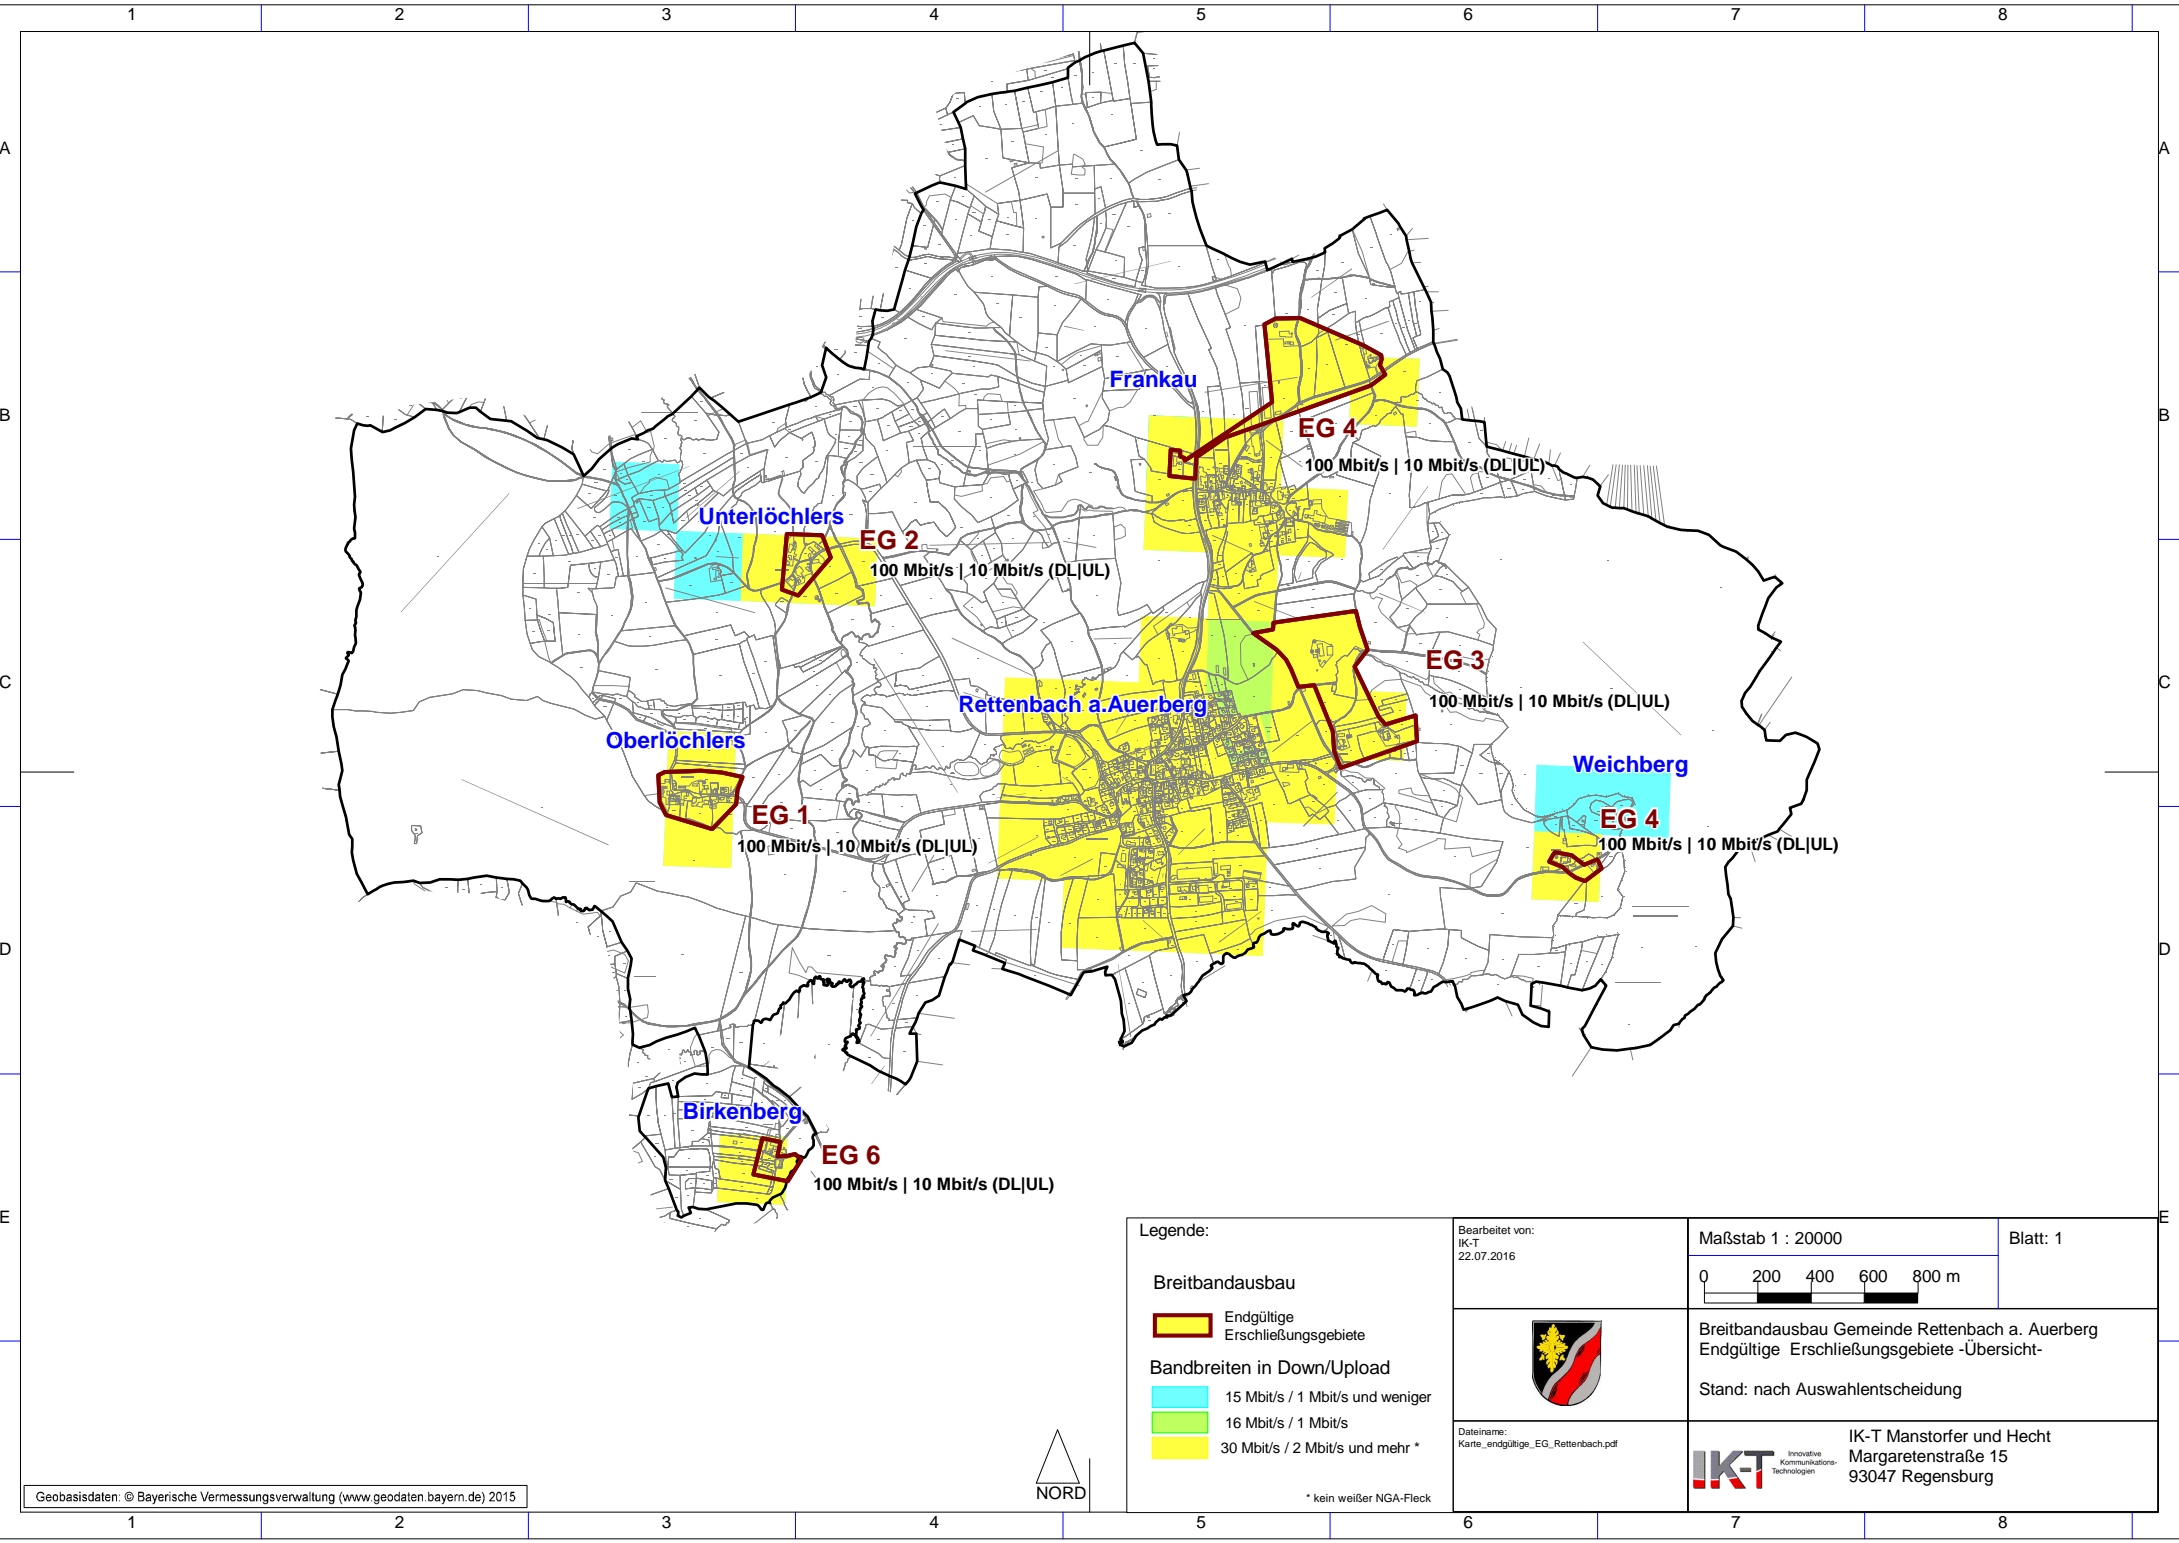 1 2 3 4 5 6 7 8
A A
B B
C C
D D
E E
Frankau
EG 4
100 Mbit/s | 10 Mbit/s (DL|UL)
Unterlöchlers
EG 2
100 Mbit/s | 10 Mbit/s (DL|UL)
EG 3
100 Mbit/s | 10 Mbit/s (DL|UL)
Rettenbach a.Auerberg
Oberlöchlers
EG 1
100 Mbit/s | 10 Mbit/s (DL|UL)
Weichberg
EG 4
100 Mbit/s | 10 Mbit/s (DL|UL)
Birkenberg
EG 6
100 Mbit/s | 10 Mbit/s (DL|UL)
Legende:
Breitbandausbau
Endgültige
Erschließungsgebiete
Bandbreiten in Down/Upload
15 Mbit/s / 1 Mbit/s und weniger
16 Mbit/s / 1 Mbit/s
30 Mbit/s / 2 Mbit/s und mehr *
* kein weißer NGA-Fleck
Bearbeitet von:
IK-T
22.07.2016
Maßstab 1 : 20000
Blatt: 1
0 200 400 600 800 m
Breitbandausbau Gemeinde Rettenbach a. Auerberg
Endgültige Erschließungsgebiete -Übersicht-
Stand: nach Auswahlentscheidung
Dateiname:
Karte_endgültige_EG_Rettenbach.pdf
IK-T
Innovative
Kommunikations-
Technologien
IK-T Manstorfer und Hecht
Margaretenstraße 15
93047 Regensburg
NORD
Geobasisdaten: © Bayerische Vermessungsverwaltung (www.geodaten.bayern.de) 2015
1 2 3 4 5 6 7 8